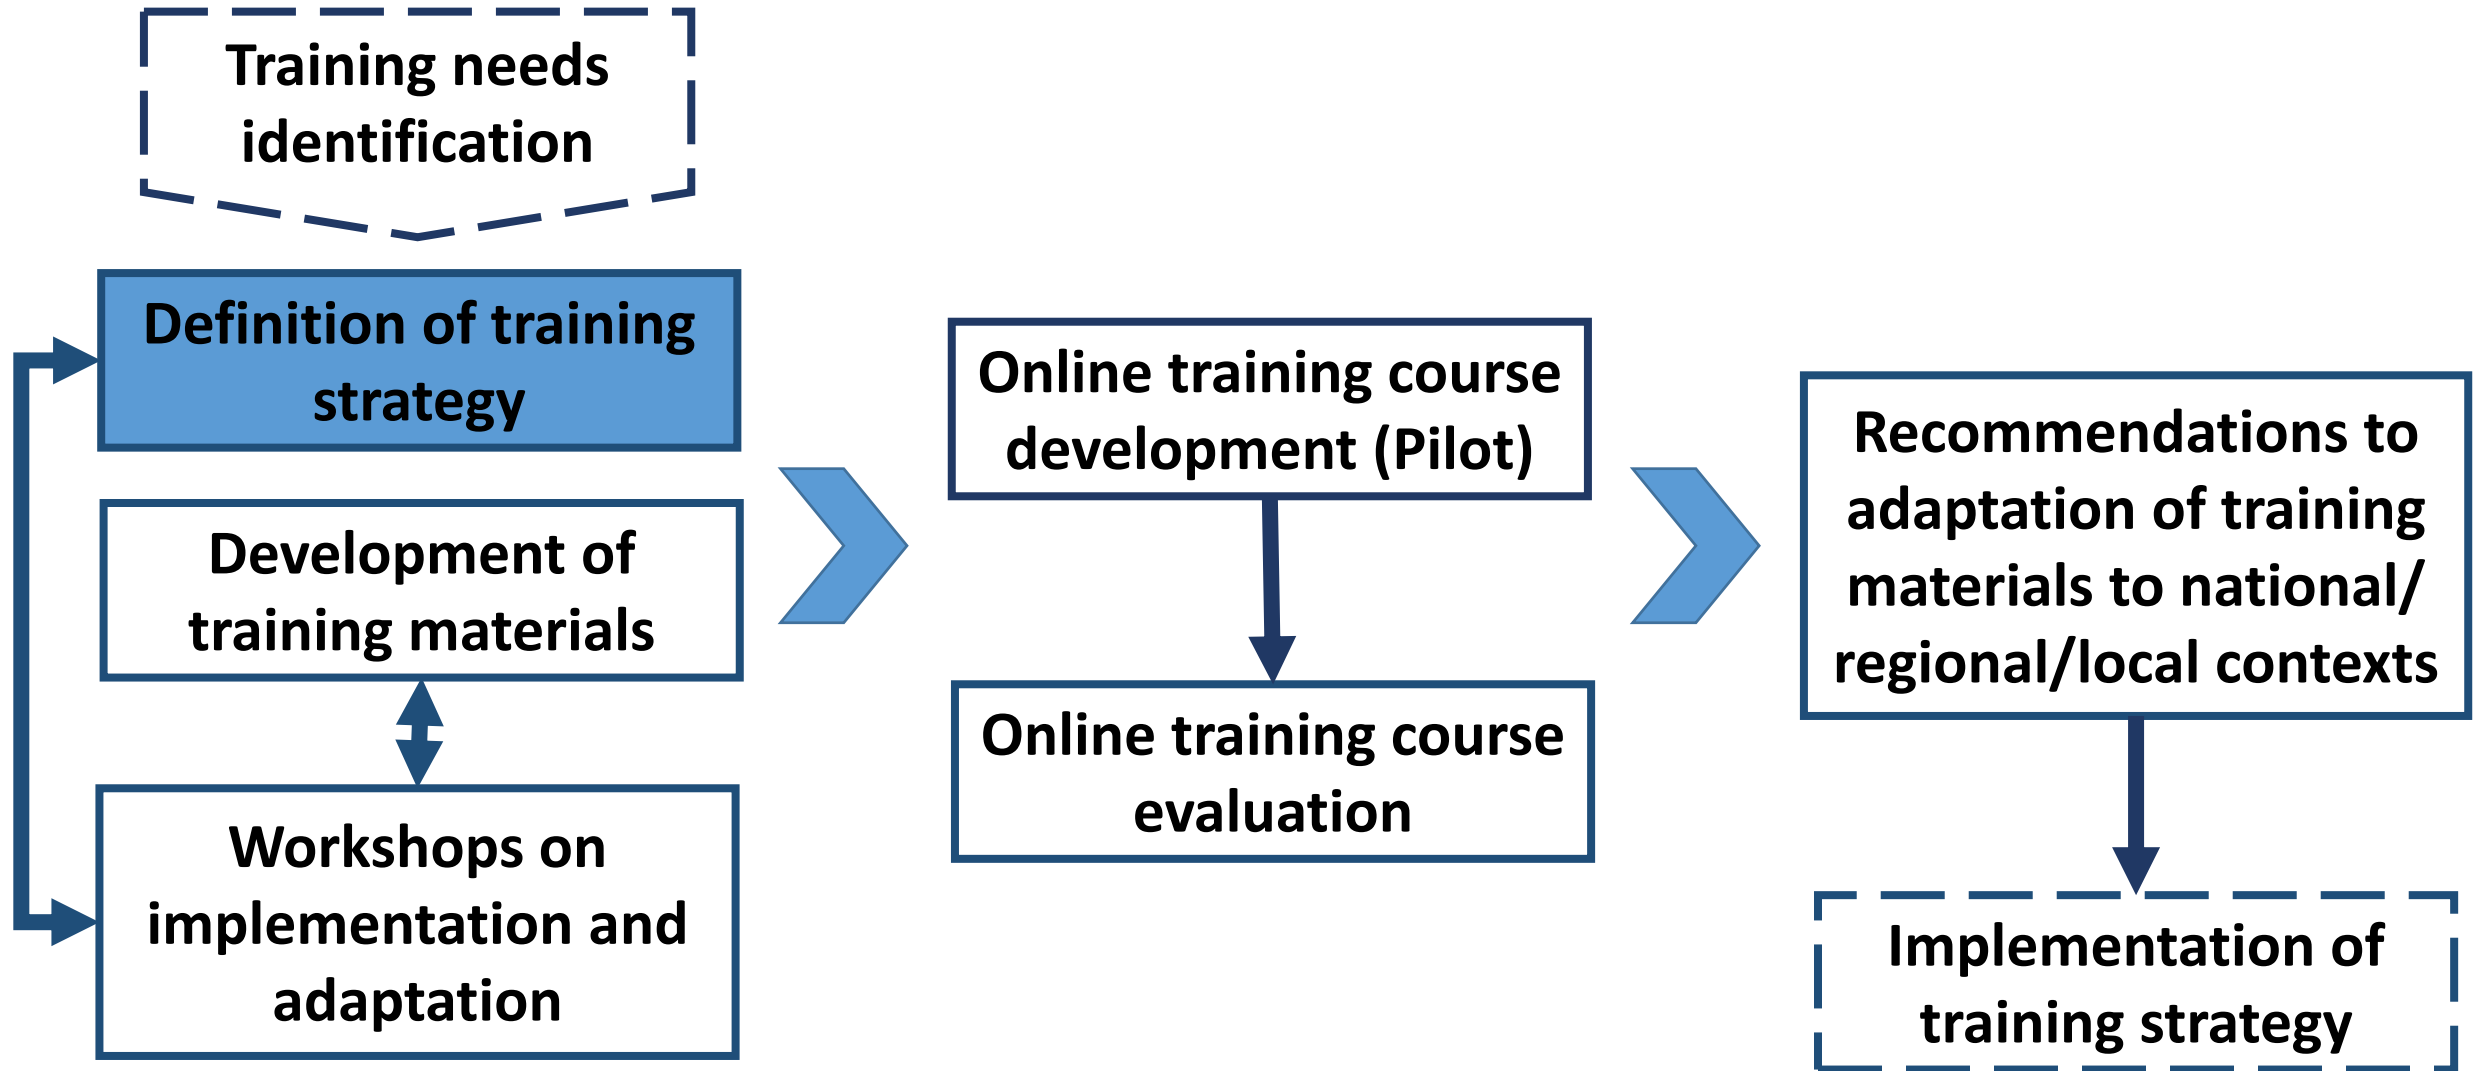 Training needs
identification
Definition of training
strategy
Development of
training materials
Workshops on
implementation and
adaptation
Online training course
development (Pilot)
Online training course
evaluation
Recommendations to
adaptation of training
materials to national/
regional/local contexts
Implementation of
training strategy